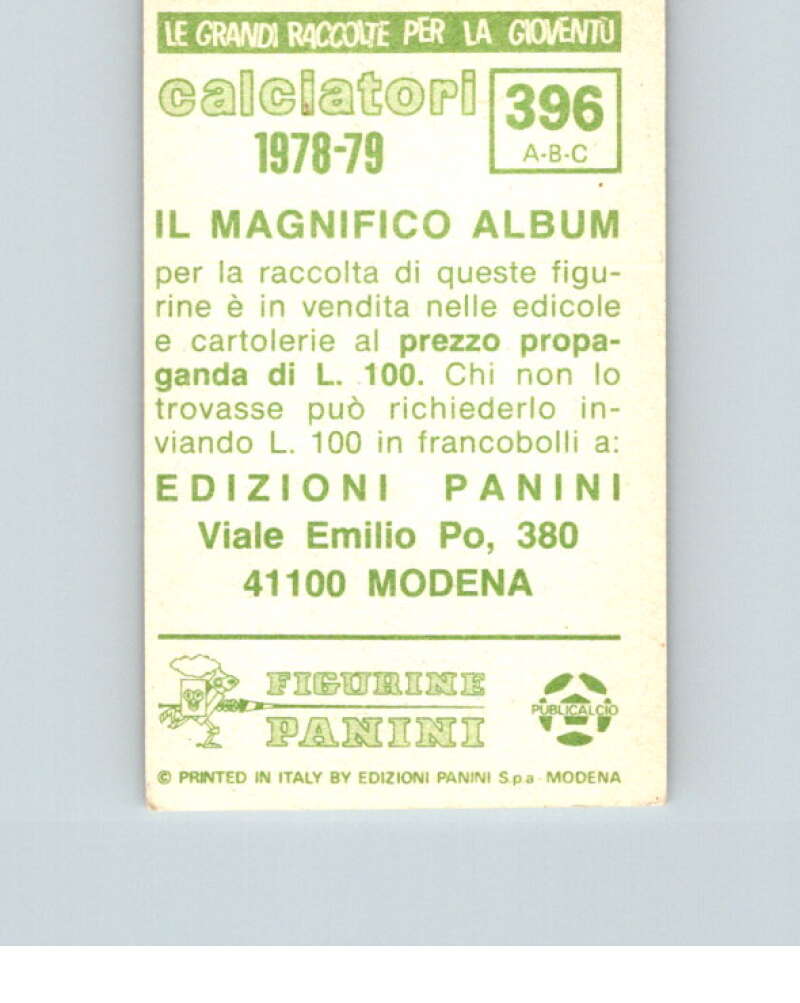 LE GRANDI RACCOLTE PER LA GIOVENTÙ
calciatori
1978-79
396
A-B-C
IL MAGNIFICO ALBUM
per la raccolta di queste figu-
rine è in vendita nelle edicole
e cartolerie al prezzo propa-
ganda di L. 100. Chi non lo
trovasse può richiederlo in-
viando L. 100 in francobolli a:
EDIZIONI PANINI
Viale Emilio Po, 380
41100 MODENA
FIGURINE
PANINI
PUBLICALCIO
© PRINTED IN ITALY BY EDIZIONI PANINI S.p.a - MODENA